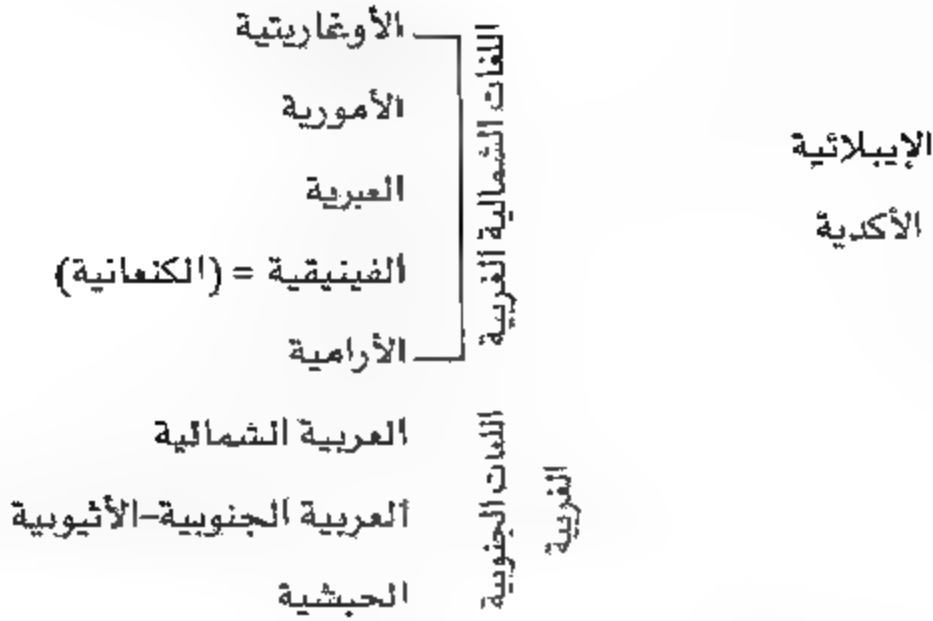 الإيبلائية
الأكدية
اللغات الشمالية الغربية
الأوغاريتية
الأمورية
العبرية
الفينيقية = (الكنعانية)
الأرامية
اللغات الجنوبية
الغربية
العربية الشمالية
العربية الجنوبية-الأثيوبية
الحبشية